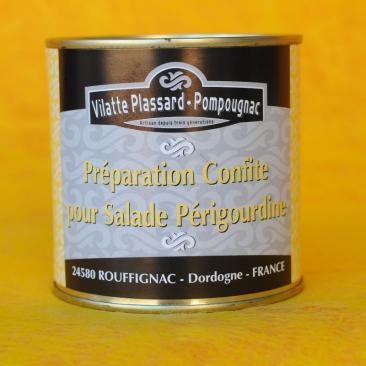 Vilatte Plassard - Pompougnac
Artisan depuis trois générations
Préparation Confite
pour Salade Périgourdine
24580 ROUFFIGNAC - Dordogne - FRANCE